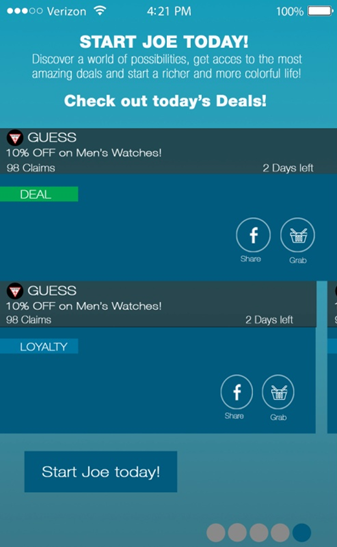 Verizon 4:21 PM 100%
START JOE TODAY!
Discover a world of possibilities, get acces to the most
amazing deals and start a richer and more colorful life!
Check out today's Deals!
GUESS
10% OFF on Men's Watches!
98 Claims 2 Days left
DEAL
Share Grab
GUESS
10% OFF on Men's Watches!
98 Claims 2 Days left
LOYALTY
Share Grab
Start Joe today!